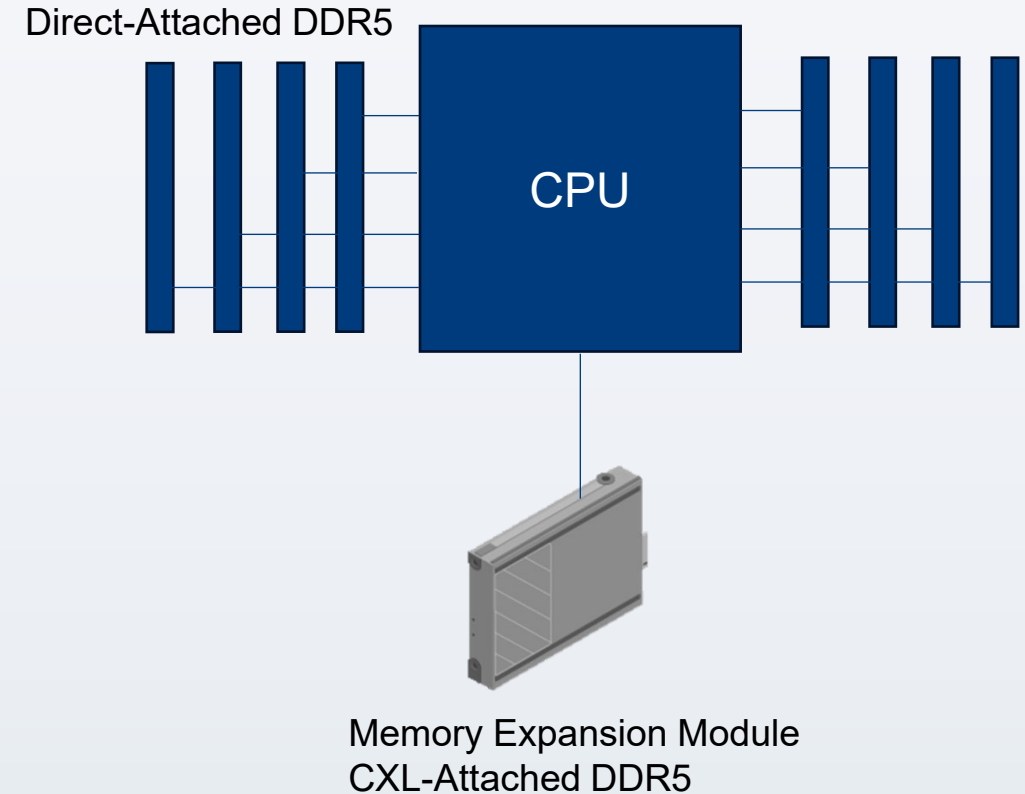 Direct-Attached DDR5
CPU
Memory Expansion Module
CXL-Attached DDR5